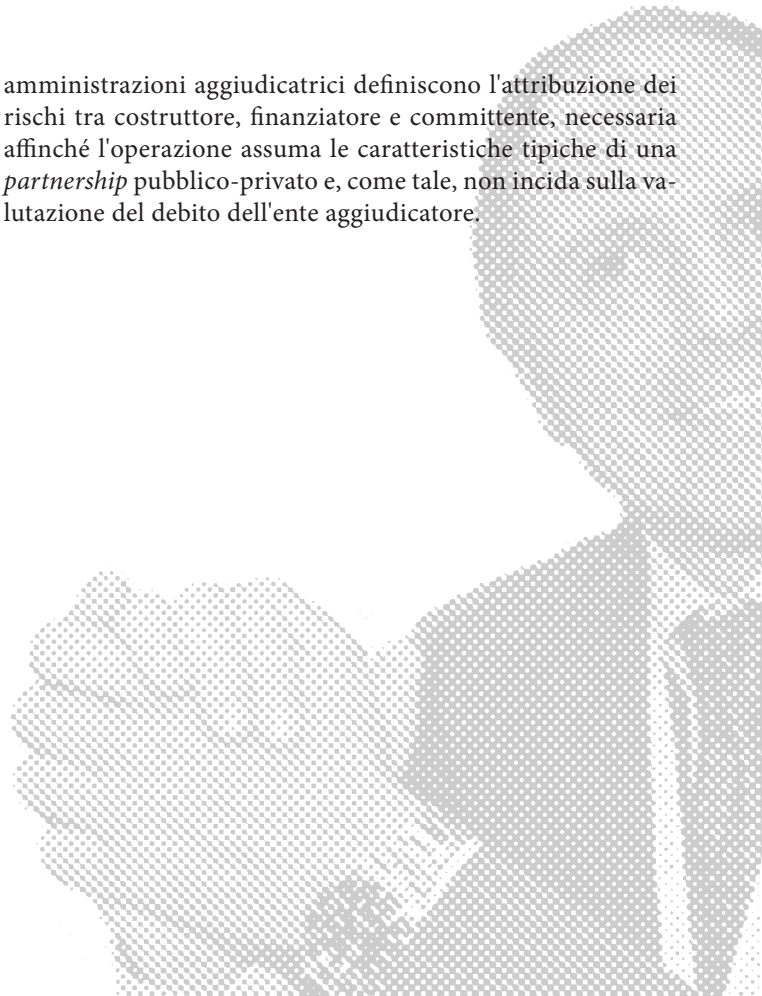 amministrazioni aggiudicatrici definiscono l'attribuzione dei
rischi tra costruttore, finanziatore e committente, necessaria
affinché l'operazione assuma le caratteristiche tipiche di una
partnership pubblico-privato e, come tale, non incida sulla va-
lutazione del debito dell'ente aggiudicatore.